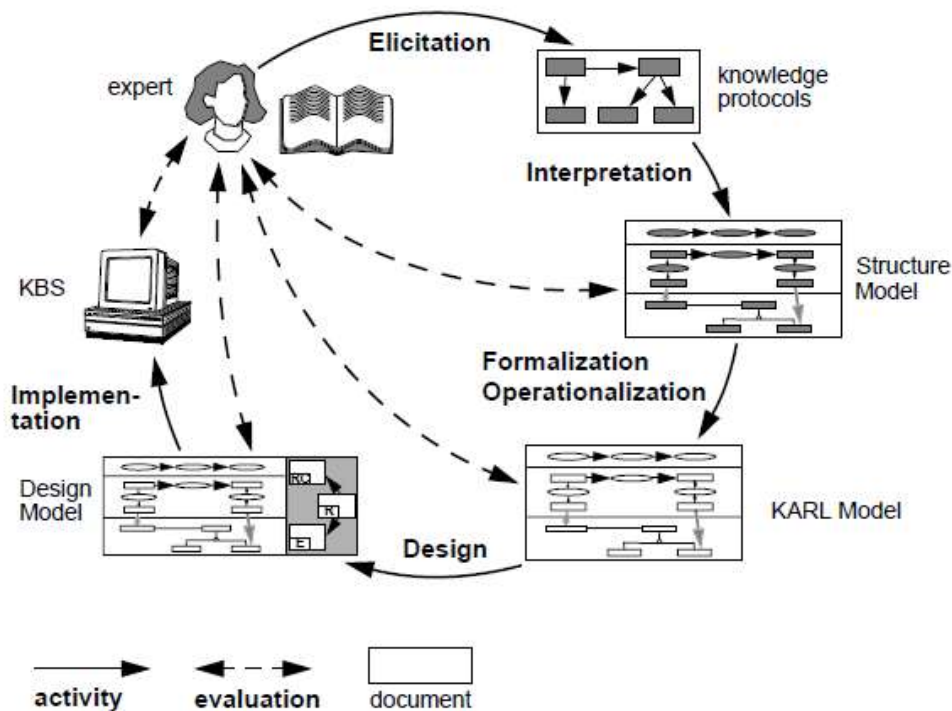 Elicitation
expert
knowledge
protocols
Interpretation
KBS
Structure
Model
Formalization
Operationalization
Implemen-
tation
Design
Model
RQ
R
E
KARL Model
Design
activity
evaluation
document